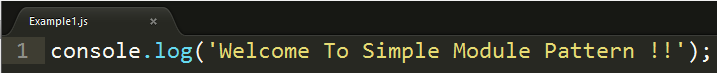 Example1.js ×
1 console.log('Welcome To Simple Module Pattern !!');